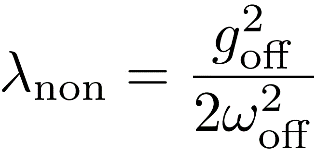 λ_non = g_off^2 / 2ω_off^2